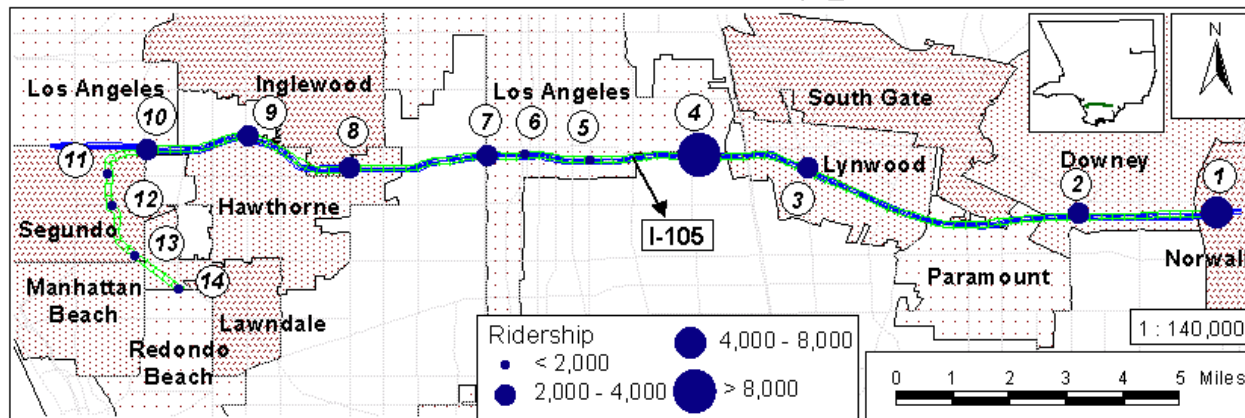 Los Angeles
Inglewood
Los Angeles
South Gate
Lynwood
Downey
Norwal
Hawthorne
Segundo
Manhattan
Beach
Lawndale
Redondo
Beach
Paramount
I-105
1
2
3
4
5
6
7
8
9
10
11
12
13
14
N
1 : 140,000
Ridership
< 2,000
2,000 - 4,000
4,000 - 8,000
> 8,000
0 1 2 3 4 5 Miles